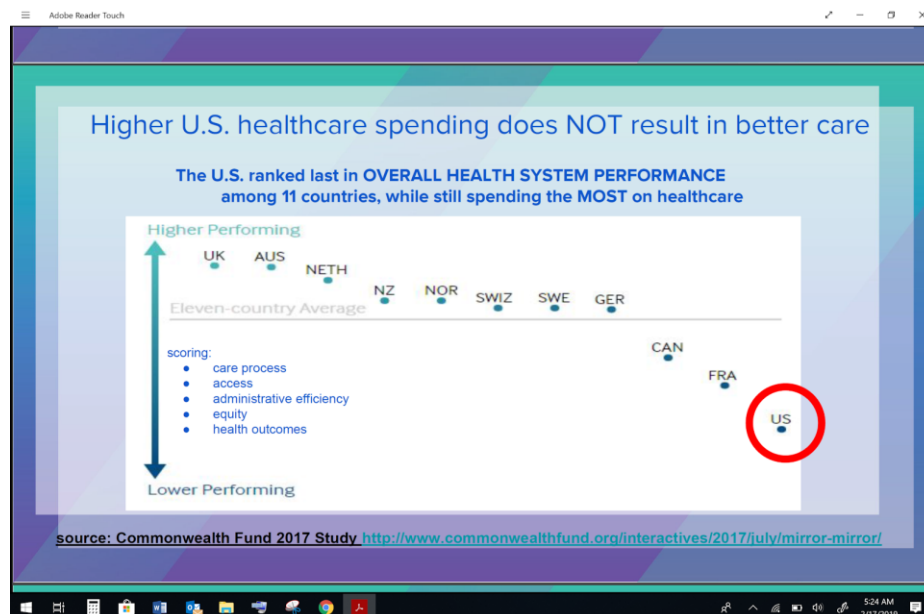 Adobe Reader Touch
Higher U.S. healthcare spending does NOT result in better care
The U.S. ranked last in OVERALL HEALTH SYSTEM PERFORMANCE
among 11 countries, while still spending the MOST on healthcare
Higher Performing
UK AUS
NETH
NZ NOR SWIZ SWE GER
Eleven-country Average
CAN
scoring:
● care process
● access
FRA
● administrative efficiency
● equity
US
● health outcomes
Lower Performing
source: Commonwealth Fund 2017 Study http://www.commonwealthfund.org/interactives/2017/july/mirror-mirror/
5:24 AM